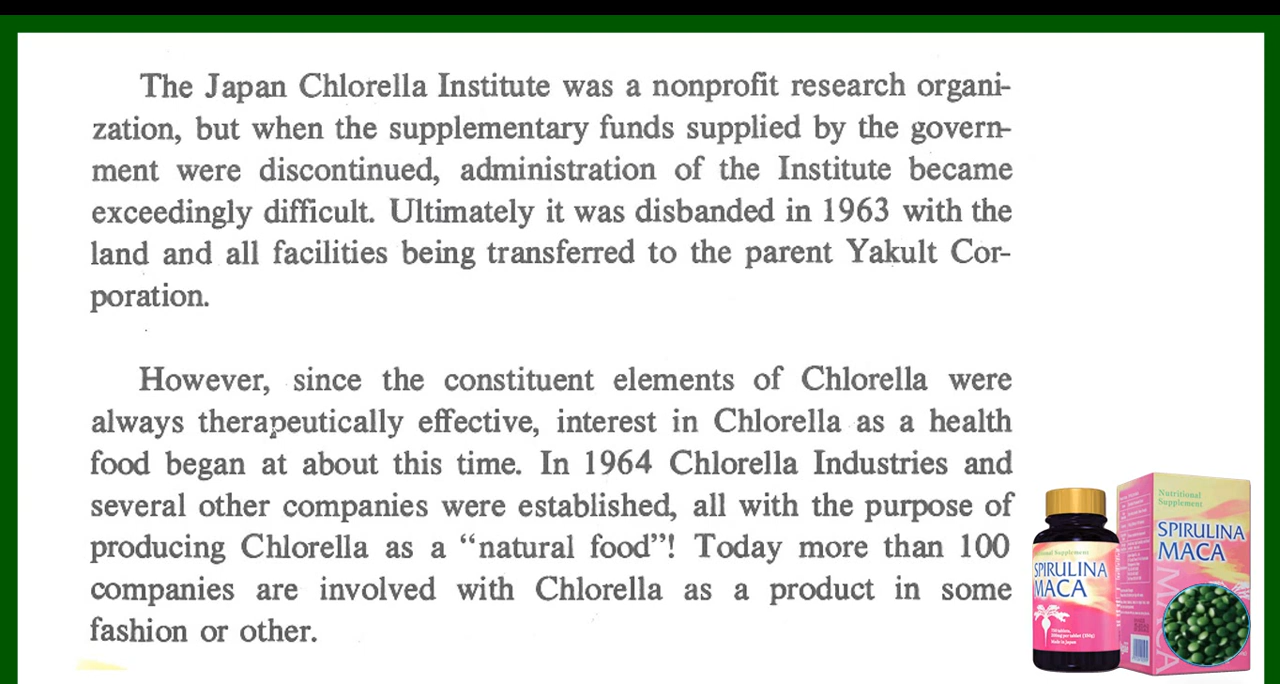 The Japan Chlorella Institute was a nonprofit research organi-
zation, but when the supplementary funds supplied by the govern-
ment were discontinued, administration of the Institute became
exceedingly difficult. Ultimately it was disbanded in 1963 with the
land and all facilities being transferred to the parent Yakult Cor-
poration.
However, since the constituent elements of Chlorella were
always therapeutically effective, interest in Chlorella as a health
food began at about this time. In 1964 Chlorella Industries and
several other companies were established, all with the purpose of
producing Chlorella as a “natural food”! Today more than 100
companies are involved with Chlorella as a product in some
fashion or other.
Nutritional
Supplement
SPIRULINA
MACA
MACA
Supplement
SPIRULINA
MACA
Made in Japan